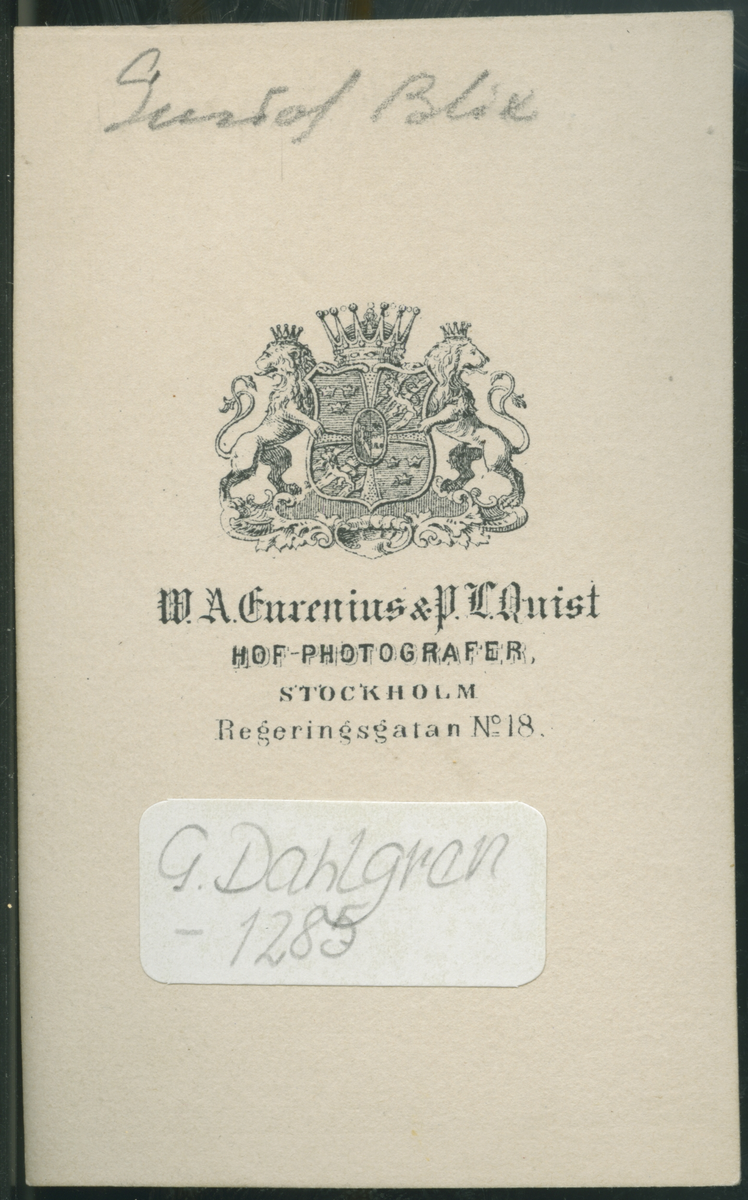 Gustaf Blix
W. A. Eurenius & P. L. Quist
HOF-PHOTOGRAFER,
STOCKHOLM
Regeringsgatan No 18.
G. Dahlgren
- 1285